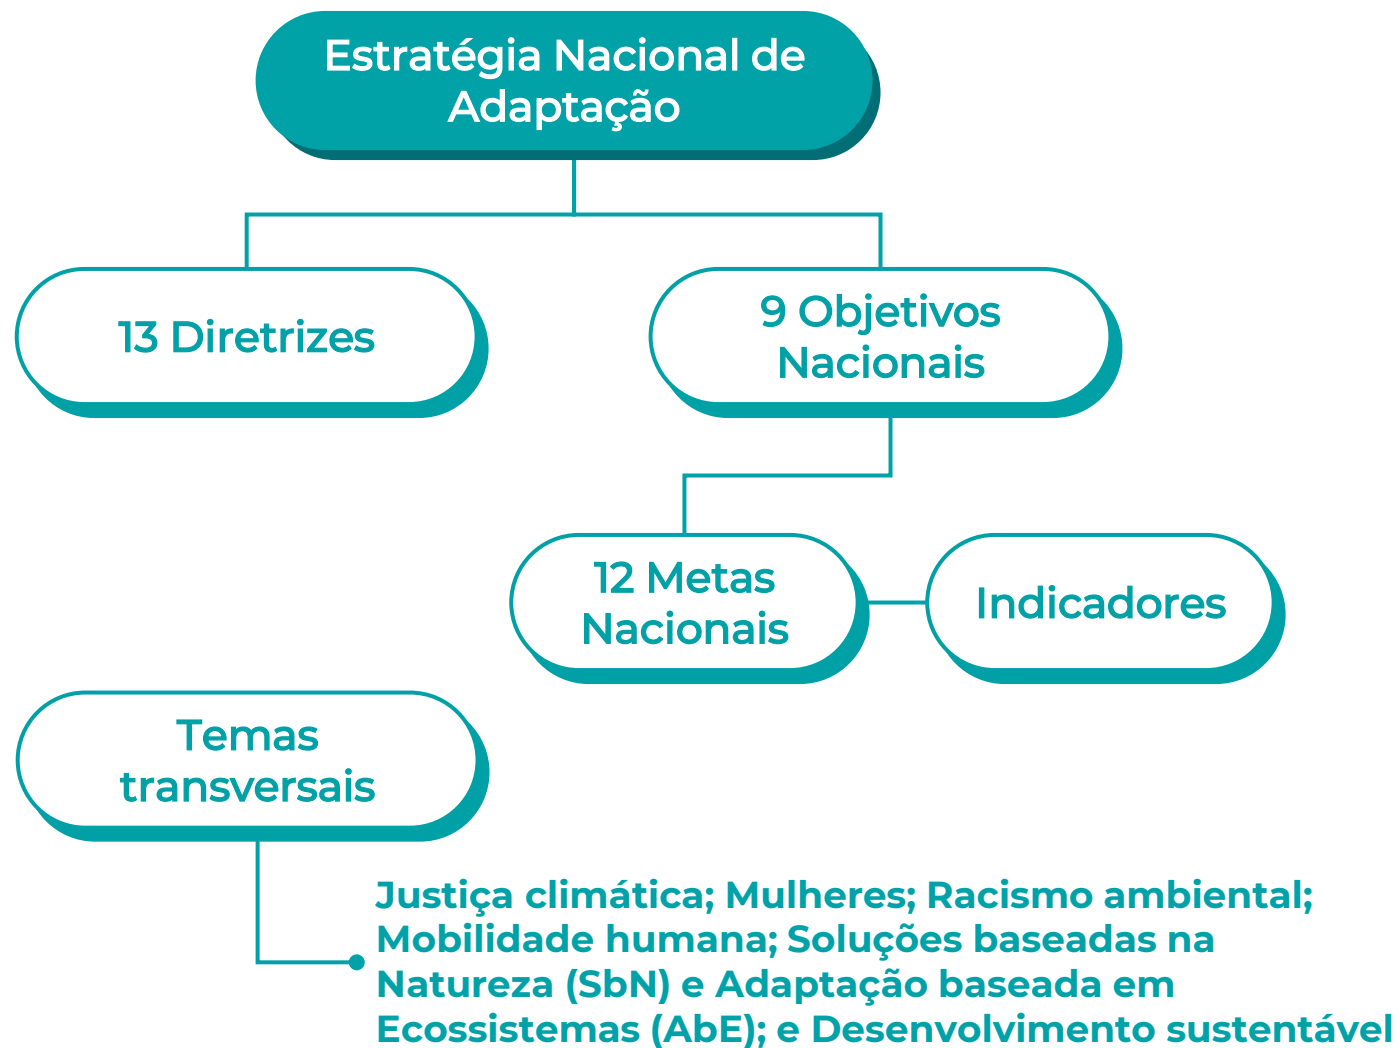 Estratégia Nacional de
Adaptação
13 Diretrizes
9 Objetivos
Nacionais
12 Metas
Nacionais
Indicadores
Temas
transversais
Justiça climática; Mulheres; Racismo ambiental;
Mobilidade humana; Soluções baseadas na
Natureza (SbN) e Adaptação baseada em
Ecossistemas (AbE); e Desenvolvimento sustentável